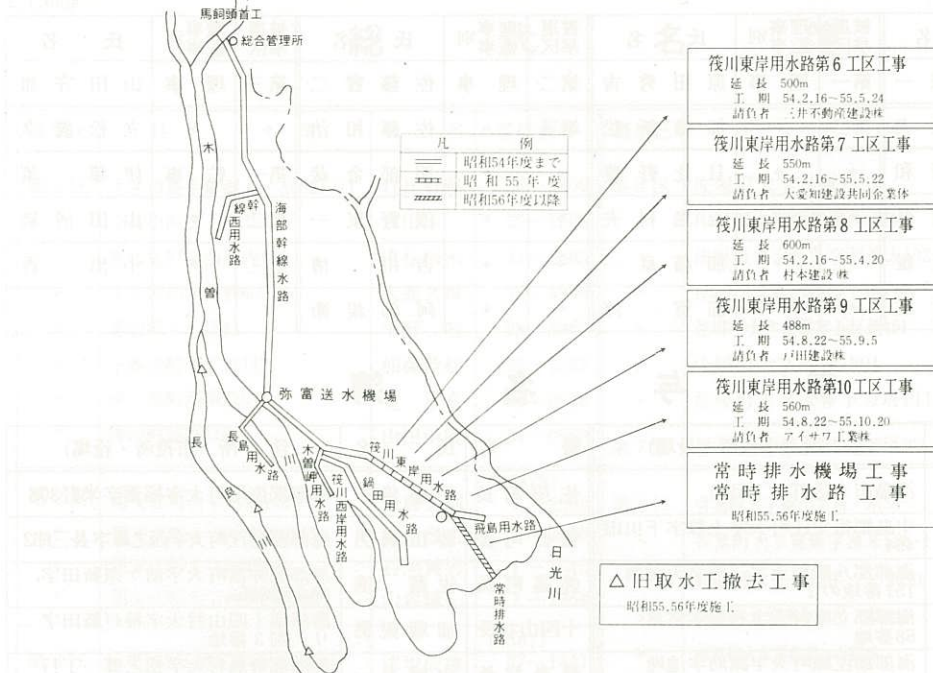 馬飼頭首工
総合管理所
凡 例
昭和54年度まで
昭和55年度
昭和56年度以降
木曽川
幹線西用水路
海部幹線水路
弥富送水機場
長良川
長島用水路
木曽岬用水路
筏川西岸用水路
鍋田用水路
筏川東岸用水路
飛島用水路
常時排水路
日光川
筏川東岸用水路第6工区工事
延長 500m
工期 54.2.16~55.5.24
請負者 三井不動産建設㈱
筏川東岸用水路第7工区工事
延長 550m
工期 54.2.16~55.5.22
請負者 大愛知建設共同企業体
筏川東岸用水路第8工区工事
延長 600m
工期 54.2.16~55.4.20
請負者 村本建設㈱
筏川東岸用水路第9工区工事
延長 488m
工期 54.8.22~55.9.5
請負者 戸田建設㈱
筏川東岸用水路第10工区工事
延長 560m
工期 54.8.22~55.10.20
請負者 アイサワ工業㈱
常時排水機場工事
常時排水路工事
昭和55.56年度施工
△旧取水工撤去工事
昭和55.56年度施工